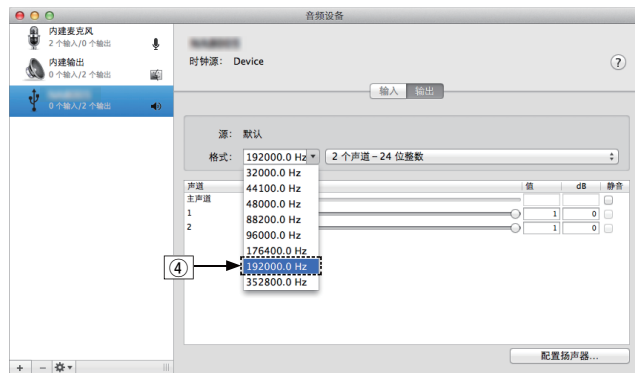 音频设备
内建麦克风
2 个输入/0 个输出
内建输出
0 个输入/2 个输出
0 个输入/2 个输出
时钟源： Device
?
输入 输出
源： 默认
格式： 192000.0 Hz 2 个声道 – 24 位整数
32000.0 Hz
44100.0 Hz
48000.0 Hz
88200.0 Hz
96000.0 Hz
176400.0 Hz
192000.0 Hz
352800.0 Hz
声道 值 dB 静音
主声道
1 1 0
2 1 0
④
配置扬声器...